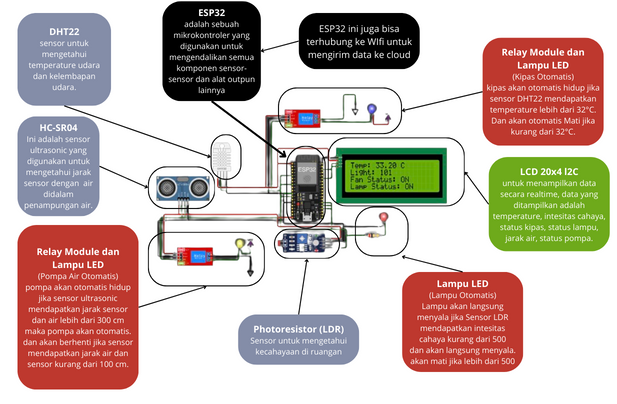 DHT22
sensor untuk
mengetahui
temperature udara
dan kelembapan
udara.
ESP32
adalah sebuah
mikrokontroler yang
digunakan untuk
mengendalikan semua
komponen sensor-
sensor dan alat outpun
lainnya
ESP32 ini juga bisa
terhubung ke WIfi untuk
mengirim data ke cloud
Relay Module dan
Lampu LED
(Kipas Otomatis)
kipas akan otomatis hidup jika
sensor DHT22 mendapatkan
temperature lebih dari 32°C.
Dan akan otomatis Mati jika
kurang dari 32°C.
HC-SR04
Ini adalah sensor
ultrasonic yang
digunakan untuk
mengetahui jarak
sensor dengan air
didalam
penampungan air.
ESP32
Temp: 33.20 C
Light: 101
Fan Status: ON
Lamp Status: ON
LCD 20x4 I2C
untuk menampilkan data
secara realtime, data yang
ditampilkan adalah
temperature, intesitas cahaya,
status kipas, status lampu,
jarak air, status pompa.
Relay Module dan
Lampu LED
(Pompa Air Otomatis)
pompa akan otomatis hidup
jika sensor ultrasonic
mendapatkan jarak sensor
dan air lebih dari 300 cm
maka pompa akan otomatis.
dan akan berhenti jika sensor
mendapatkan jarak air dan
sensor kurang dari 100 cm.
Photoresistor (LDR)
Sensor untuk mengetahui
kecahayaan di ruangan
Lampu LED
(Lampu Otomatis)
Lampu akan langsung
menyala jika Sensor LDR
mendapatkan intesitas
cahaya kurang dari 500
dan akan langsung menyala.
akan mati jika lebih dari 500